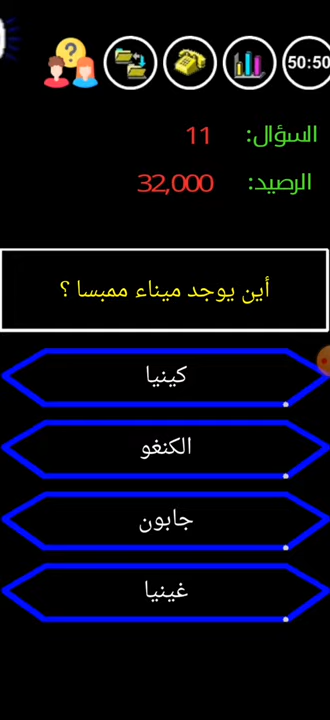 50:50
السؤال: 11
الرصيد: 32,000
أين يوجد ميناء ممبسا ؟
كينيا
الكنغو
جابون
غينيا